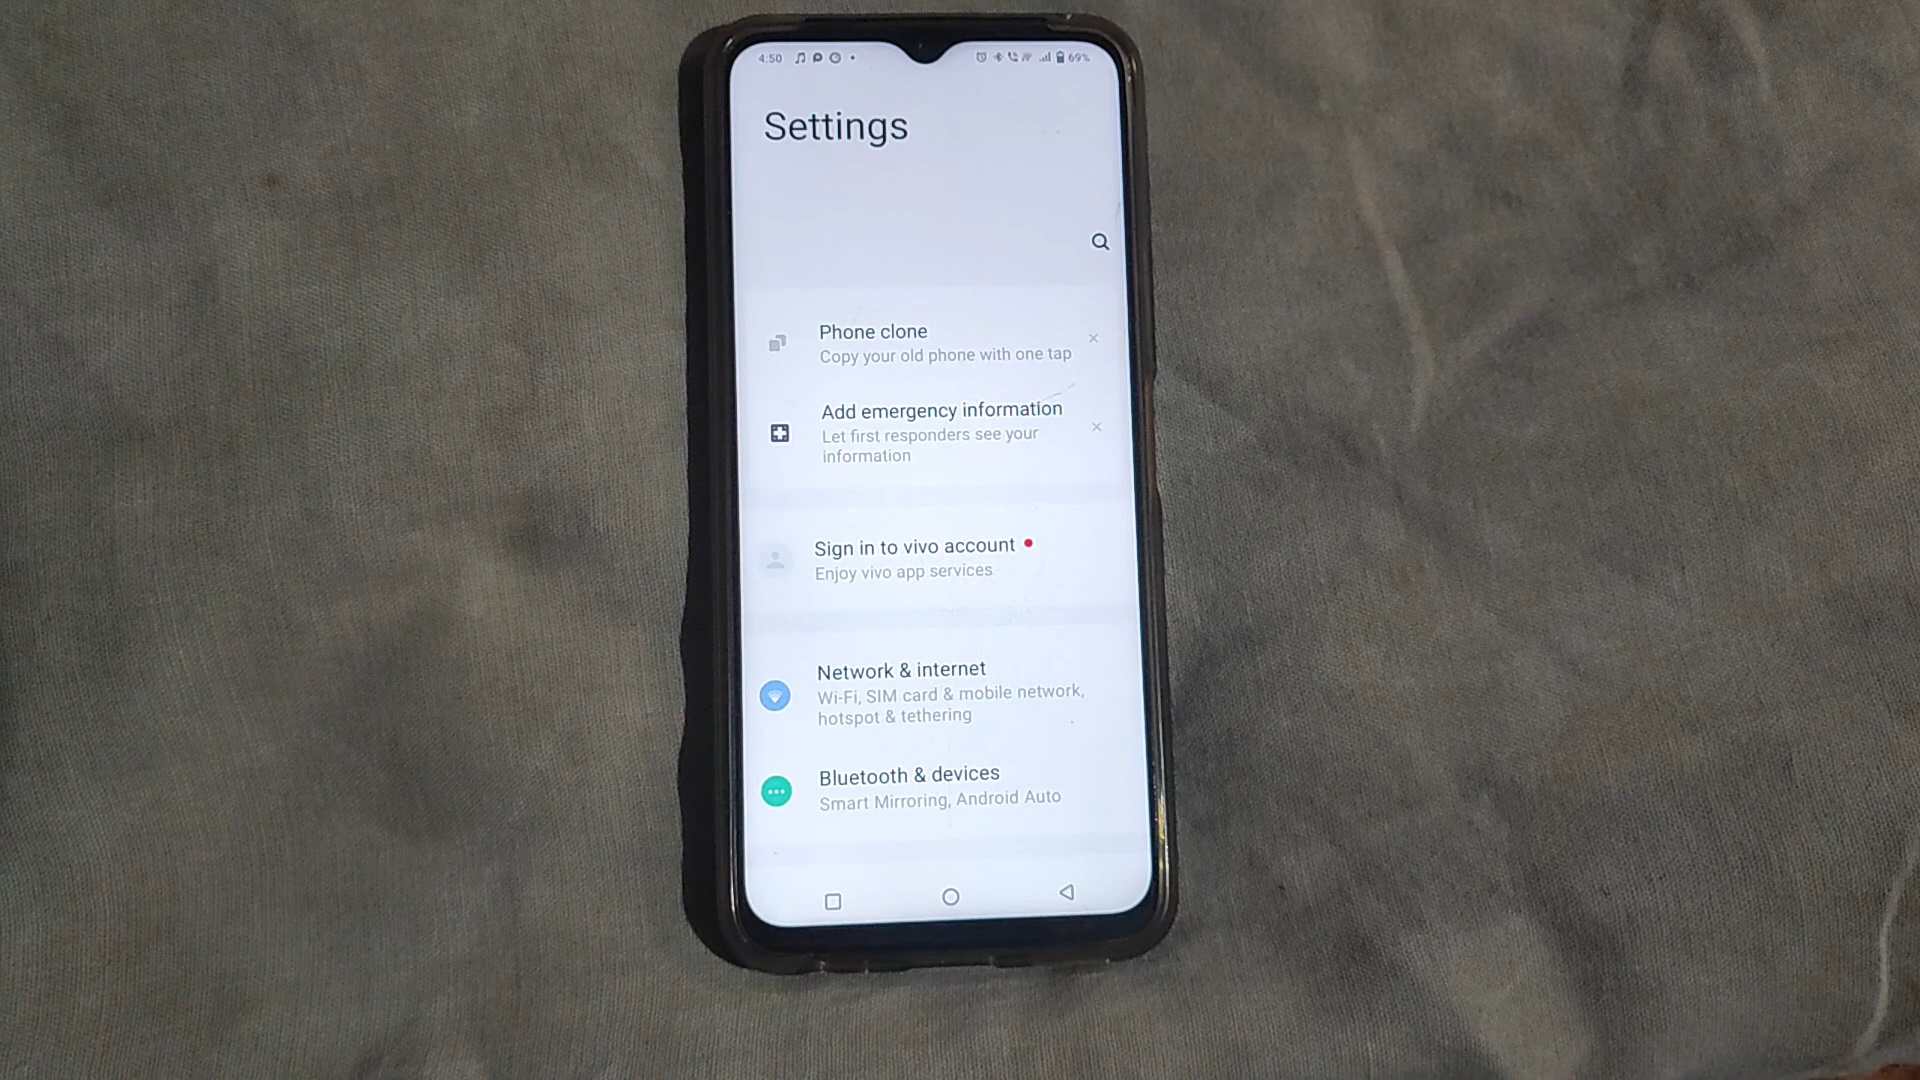 4:50 69%
Settings
Phone clone
Copy your old phone with one tap
Add emergency information
Let first responders see your
information
Sign in to vivo account
Enjoy vivo app services
Network & internet
Wi-Fi, SIM card & mobile network,
hotspot & tethering
Bluetooth & devices
Smart Mirroring, Android Auto